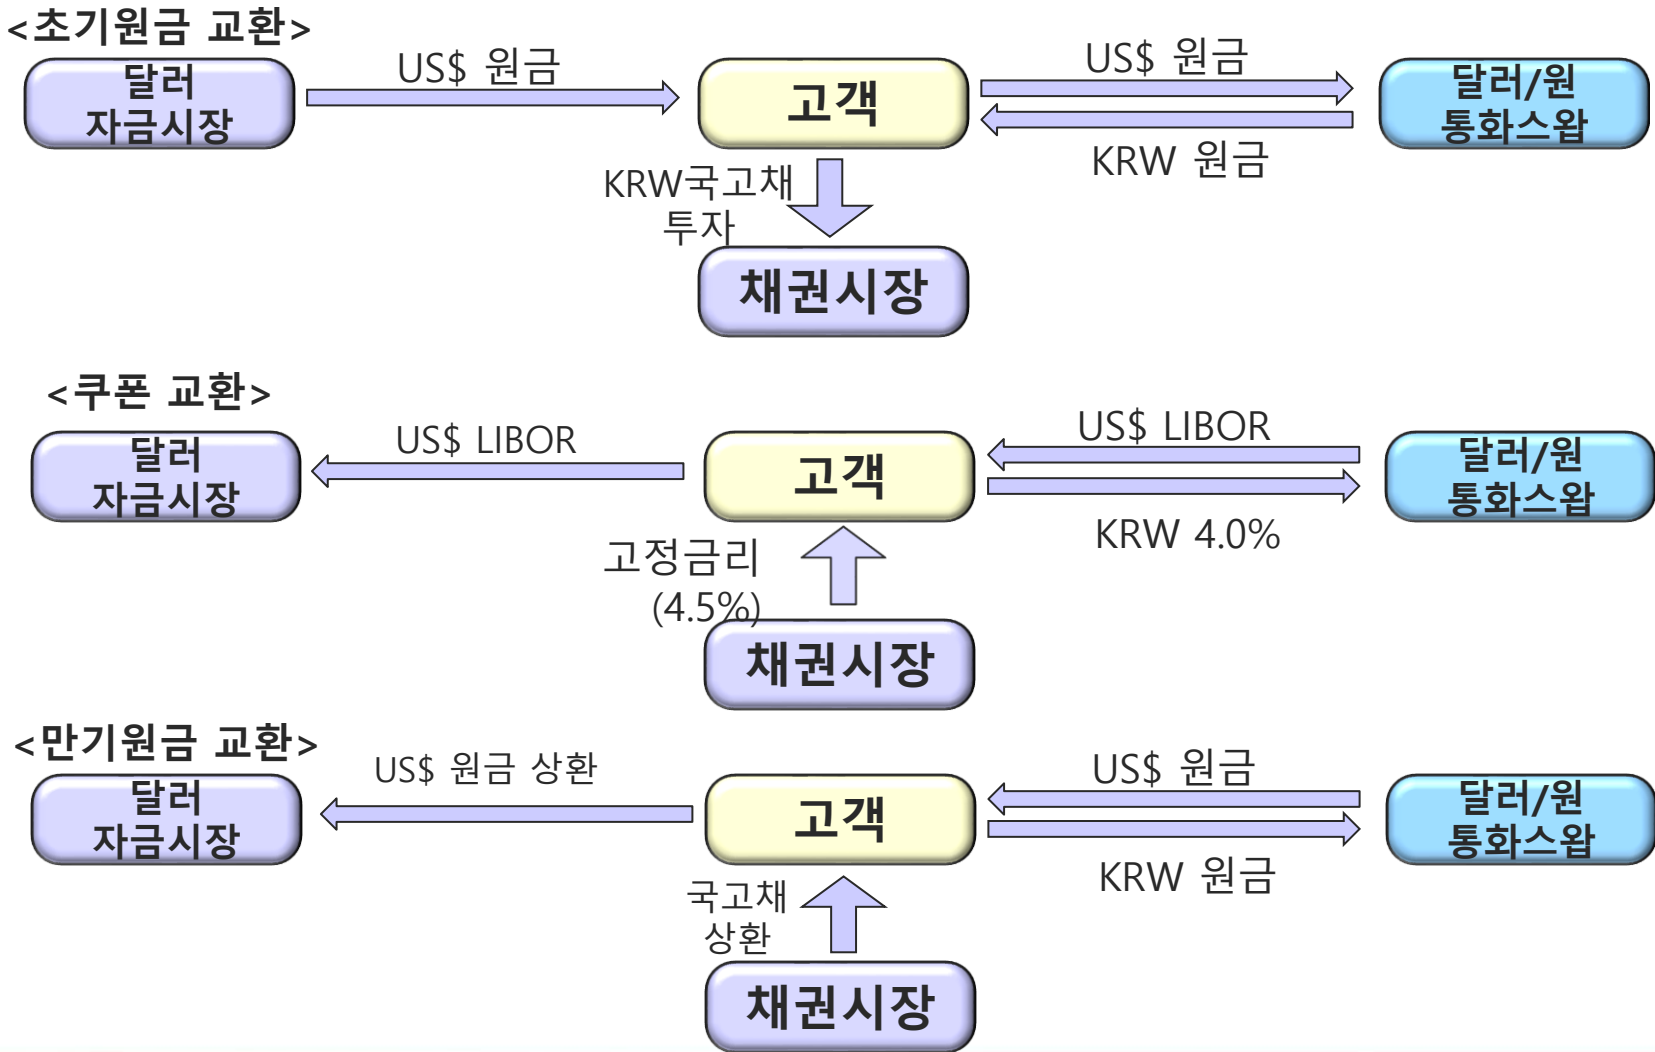 <초기원금 교환>
달러
자금시장
US$ 원금
고객
US$ 원금
KRW 원금
달러/원
통화스왑
KRW국고채
투자
채권시장
<쿠폰 교환>
달러
자금시장
US$ LIBOR
고객
US$ LIBOR
KRW 4.0%
달러/원
통화스왑
고정금리
(4.5%)
채권시장
<만기원금 교환>
달러
자금시장
US$ 원금 상환
고객
US$ 원금
KRW 원금
달러/원
통화스왑
국고채
상환
채권시장